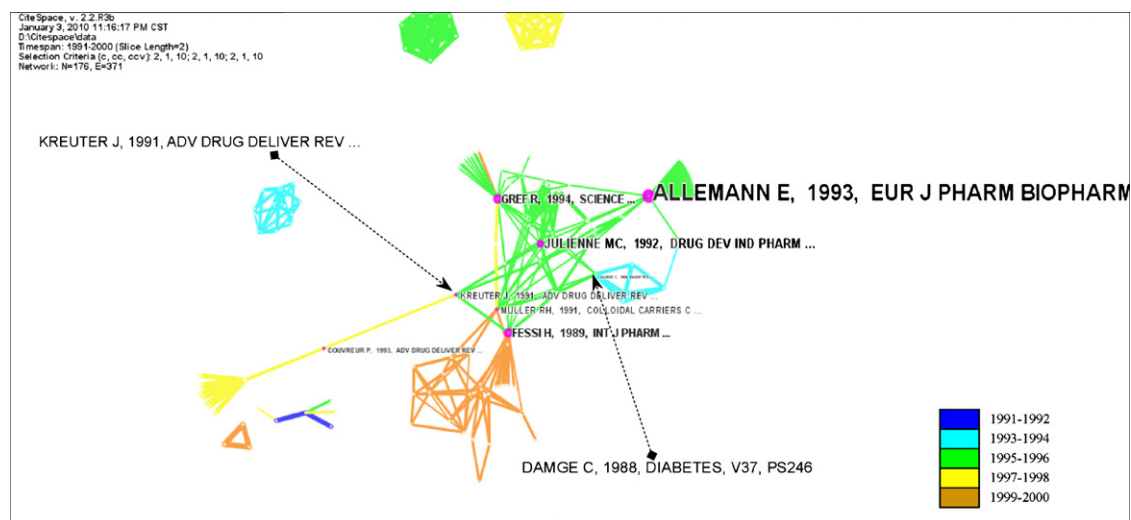 CiteSpace, v. 2.2.R3b
January 3, 2010 11:16:17 PM CST
D:\Citespace\data
Timespan: 1991-2000 (Slice Length=2)
Selection Criteria (c, cc, ccv): 2, 1, 10; 2, 1, 10; 2, 1, 10
Network: N=176, E=371
KREUTER J, 1991, ADV DRUG DELIVER REV ...
ALLEMANN E, 1993, EUR J PHARM BIOPHARM
GREF R, 1994, SCIENCE ...
JULIENNE MC, 1992, DRUG DEV IND PHARM ...
KREUTER J, 1991, ADV DRUG DELIVER REV ...
MULLER RH, 1991, COLLOIDAL CARRIERS C ...
FESSI H, 1989, INT J PHARM ...
COUVREUR P, 1993, ADV DRUG DELIVER REV ...
DAMGE C, 1988, DIABETES, V37, PS246
1991-1992
1993-1994
1995-1996
1997-1998
1999-2000